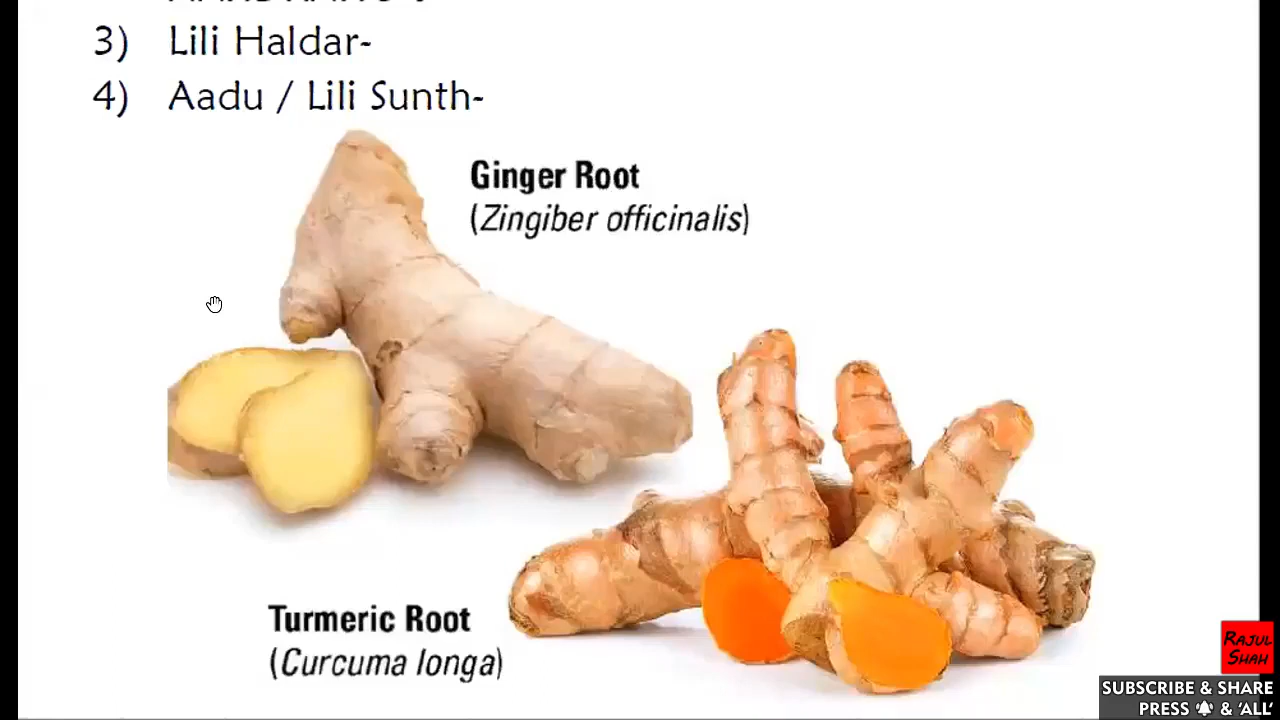 3) Lili Haldar-
4) Aadu / Lili Sunth-
Ginger Root
(Zingiber officinalis)
Turmeric Root
(Curcuma longa)
RAJUL
SHAH
SUBSCRIBE & SHARE
PRESS & 'ALL'